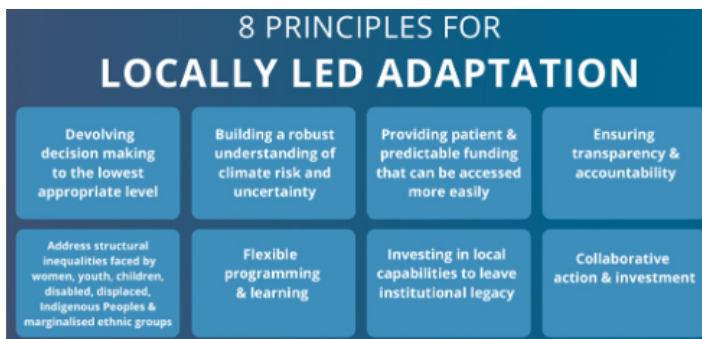 8 PRINCIPLES FOR
LOCALLY LED ADAPTATION
Devolving
decision making
to the lowest
appropriate level
Building a robust
understanding of
climate risk and
uncertainty
Providing patient &
predictable funding
that can be accessed
more easily
Ensuring
transparency &
accountability
Address structural
inequalities faced by
women, youth, children,
disabled, displaced,
Indigenous Peoples &
marginalised ethnic groups
Flexible
programming
& learning
Investing in local
capabilities to leave
institutional legacy
Collaborative
action & investment